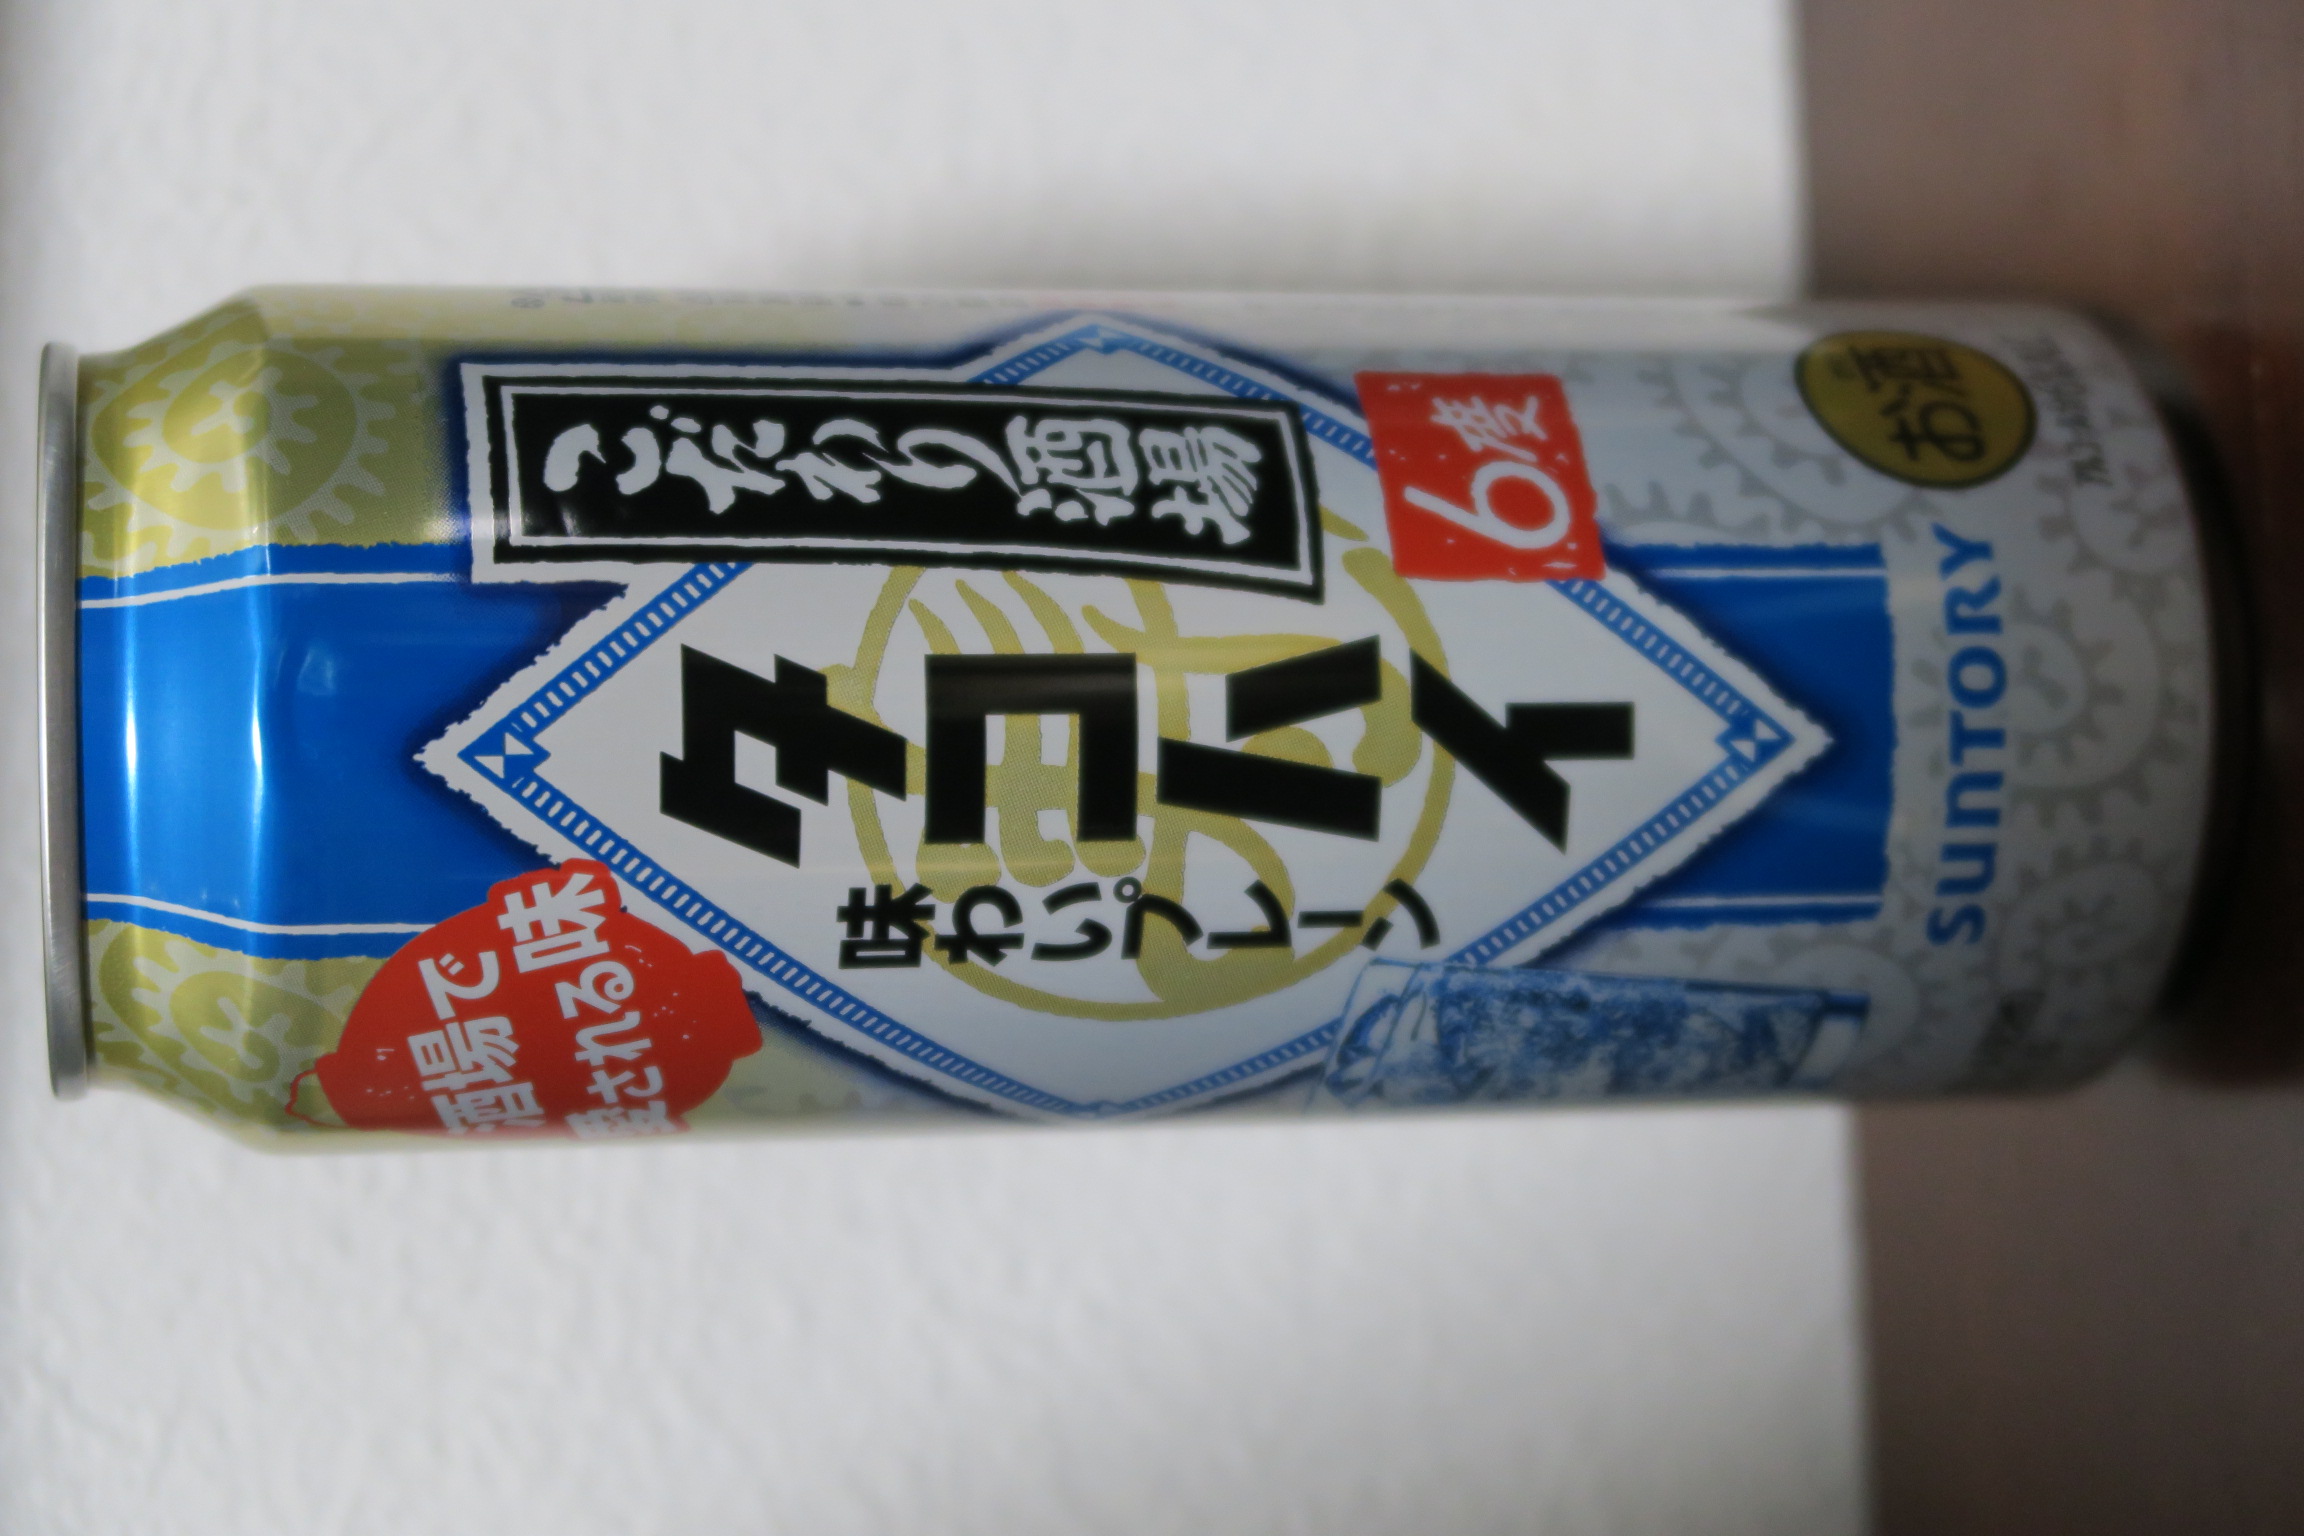 こだわり酒場
タコハイ
味わいプレーン
6度
酒場で
愛される味
SUNTORY
お酒